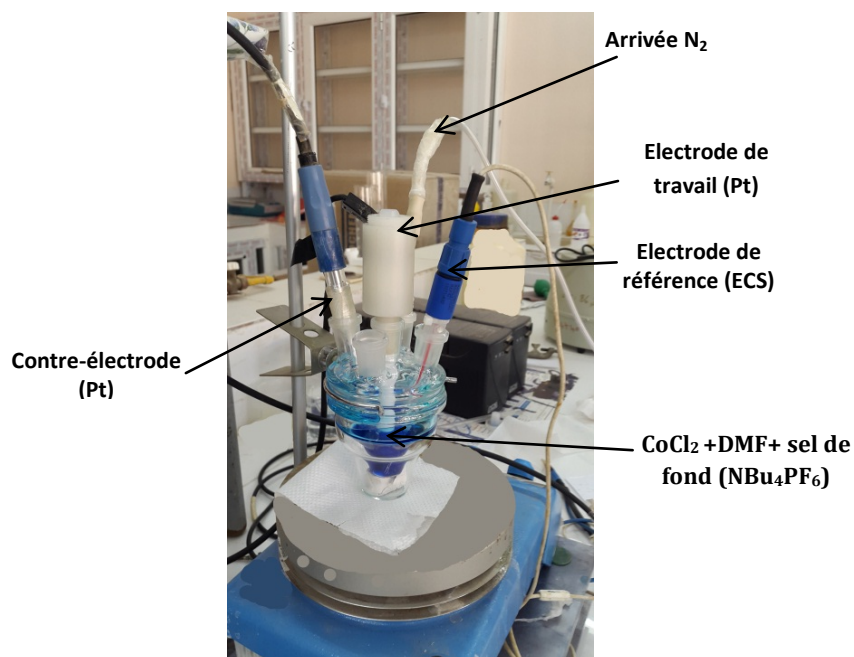 Arrivée N₂
Electrode de
travail (Pt)
Electrode de
référence (ECS)
Contre-électrode
(Pt)
CoCl₂ +DMF+ sel de
fond (NBu₄PF₆)